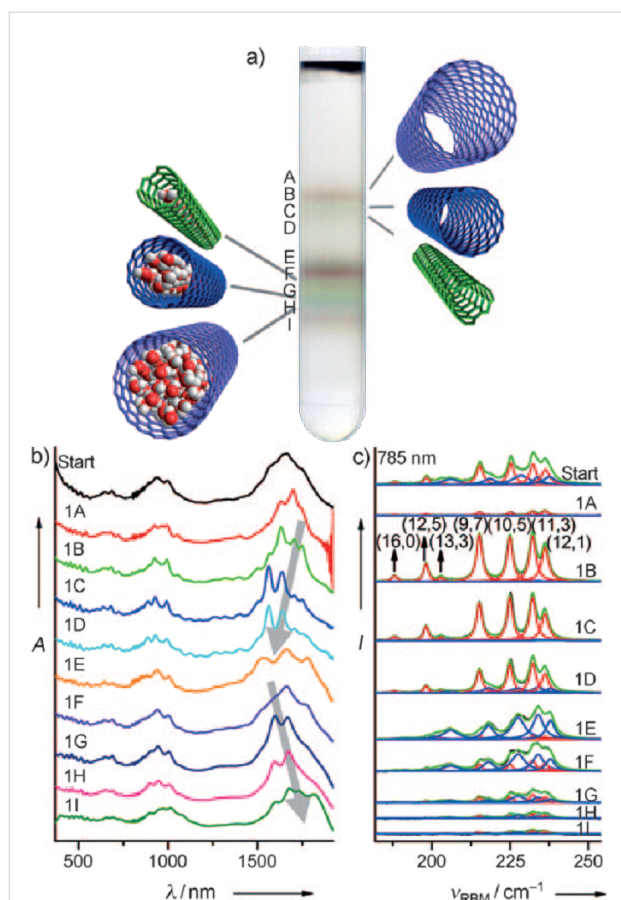 a)
A
B
C
D
E
F
G
H
I
b)
Start
1A
1B
1C
1D
1E
1F
1G
1H
1I
A
500 1000 1500
λ / nm
c)
785 nm
Start
1A
(12,5) (9,7) (10,5) (11,3)
(16,0) (13,3) (12,1)
1B
1C
1D
1E
1F
1G
1H
1I
I
200 225 250
νRBM / cm⁻¹